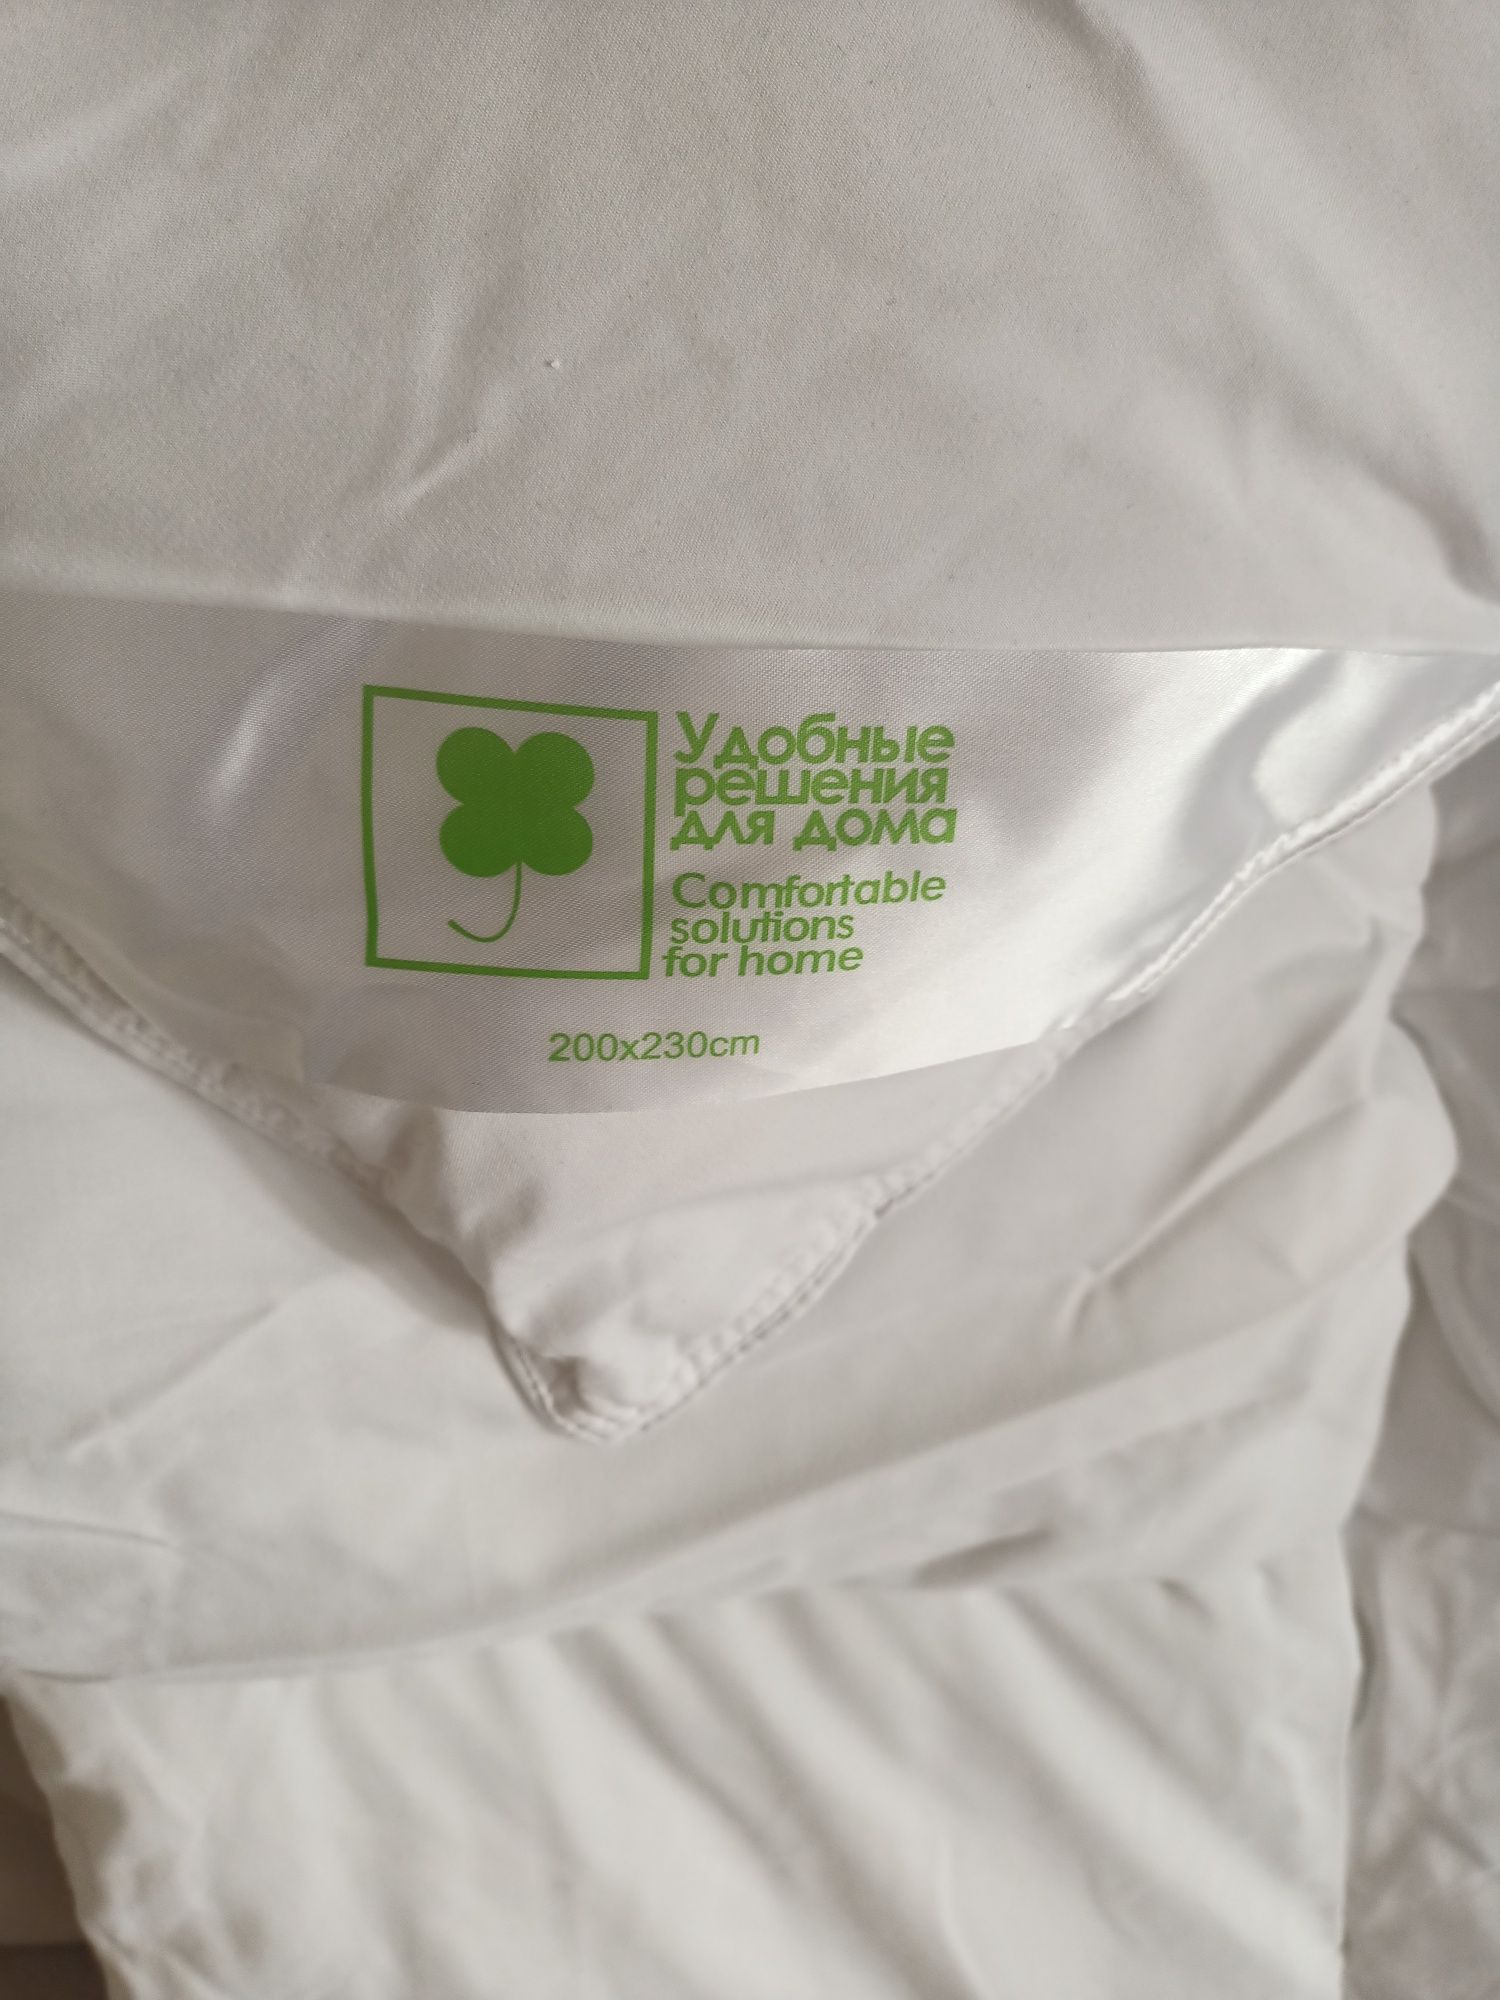 Удобные
решения
для дома
Comfortable
solutions
for home
200x230cm